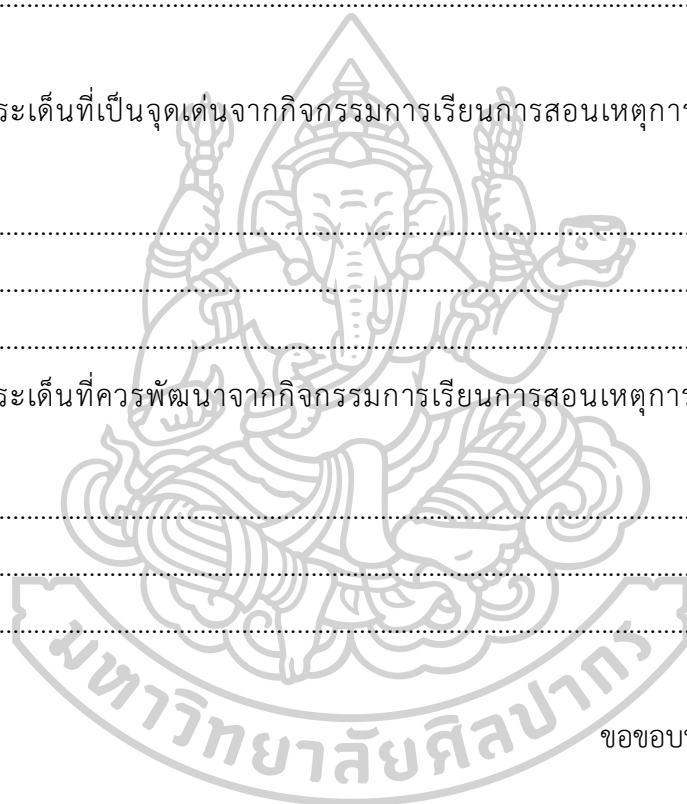 ระเด็นที่เป็นจุดเด่นจากกิจกรรมการเรียนการสอนเหตุการ
ระเด็นที่ควรพัฒนาจากกิจกรรมการเรียนการสอนเหตุการ
มหาวิทยาลัยศิลปากร
ขอขอบ